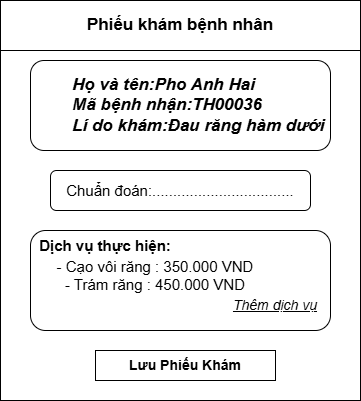 Phiếu khám bệnh nhân
Họ và tên:Pho Anh Hai
Mã bệnh nhận:TH00036
Lí do khám:Đau răng hàm dưới
Chuẩn đoán:..................................
Dịch vụ thực hiện:
- Cạo vôi răng : 350.000 VND
- Trám răng : 450.000 VND
Thêm dịch vụ
Lưu Phiếu Khám